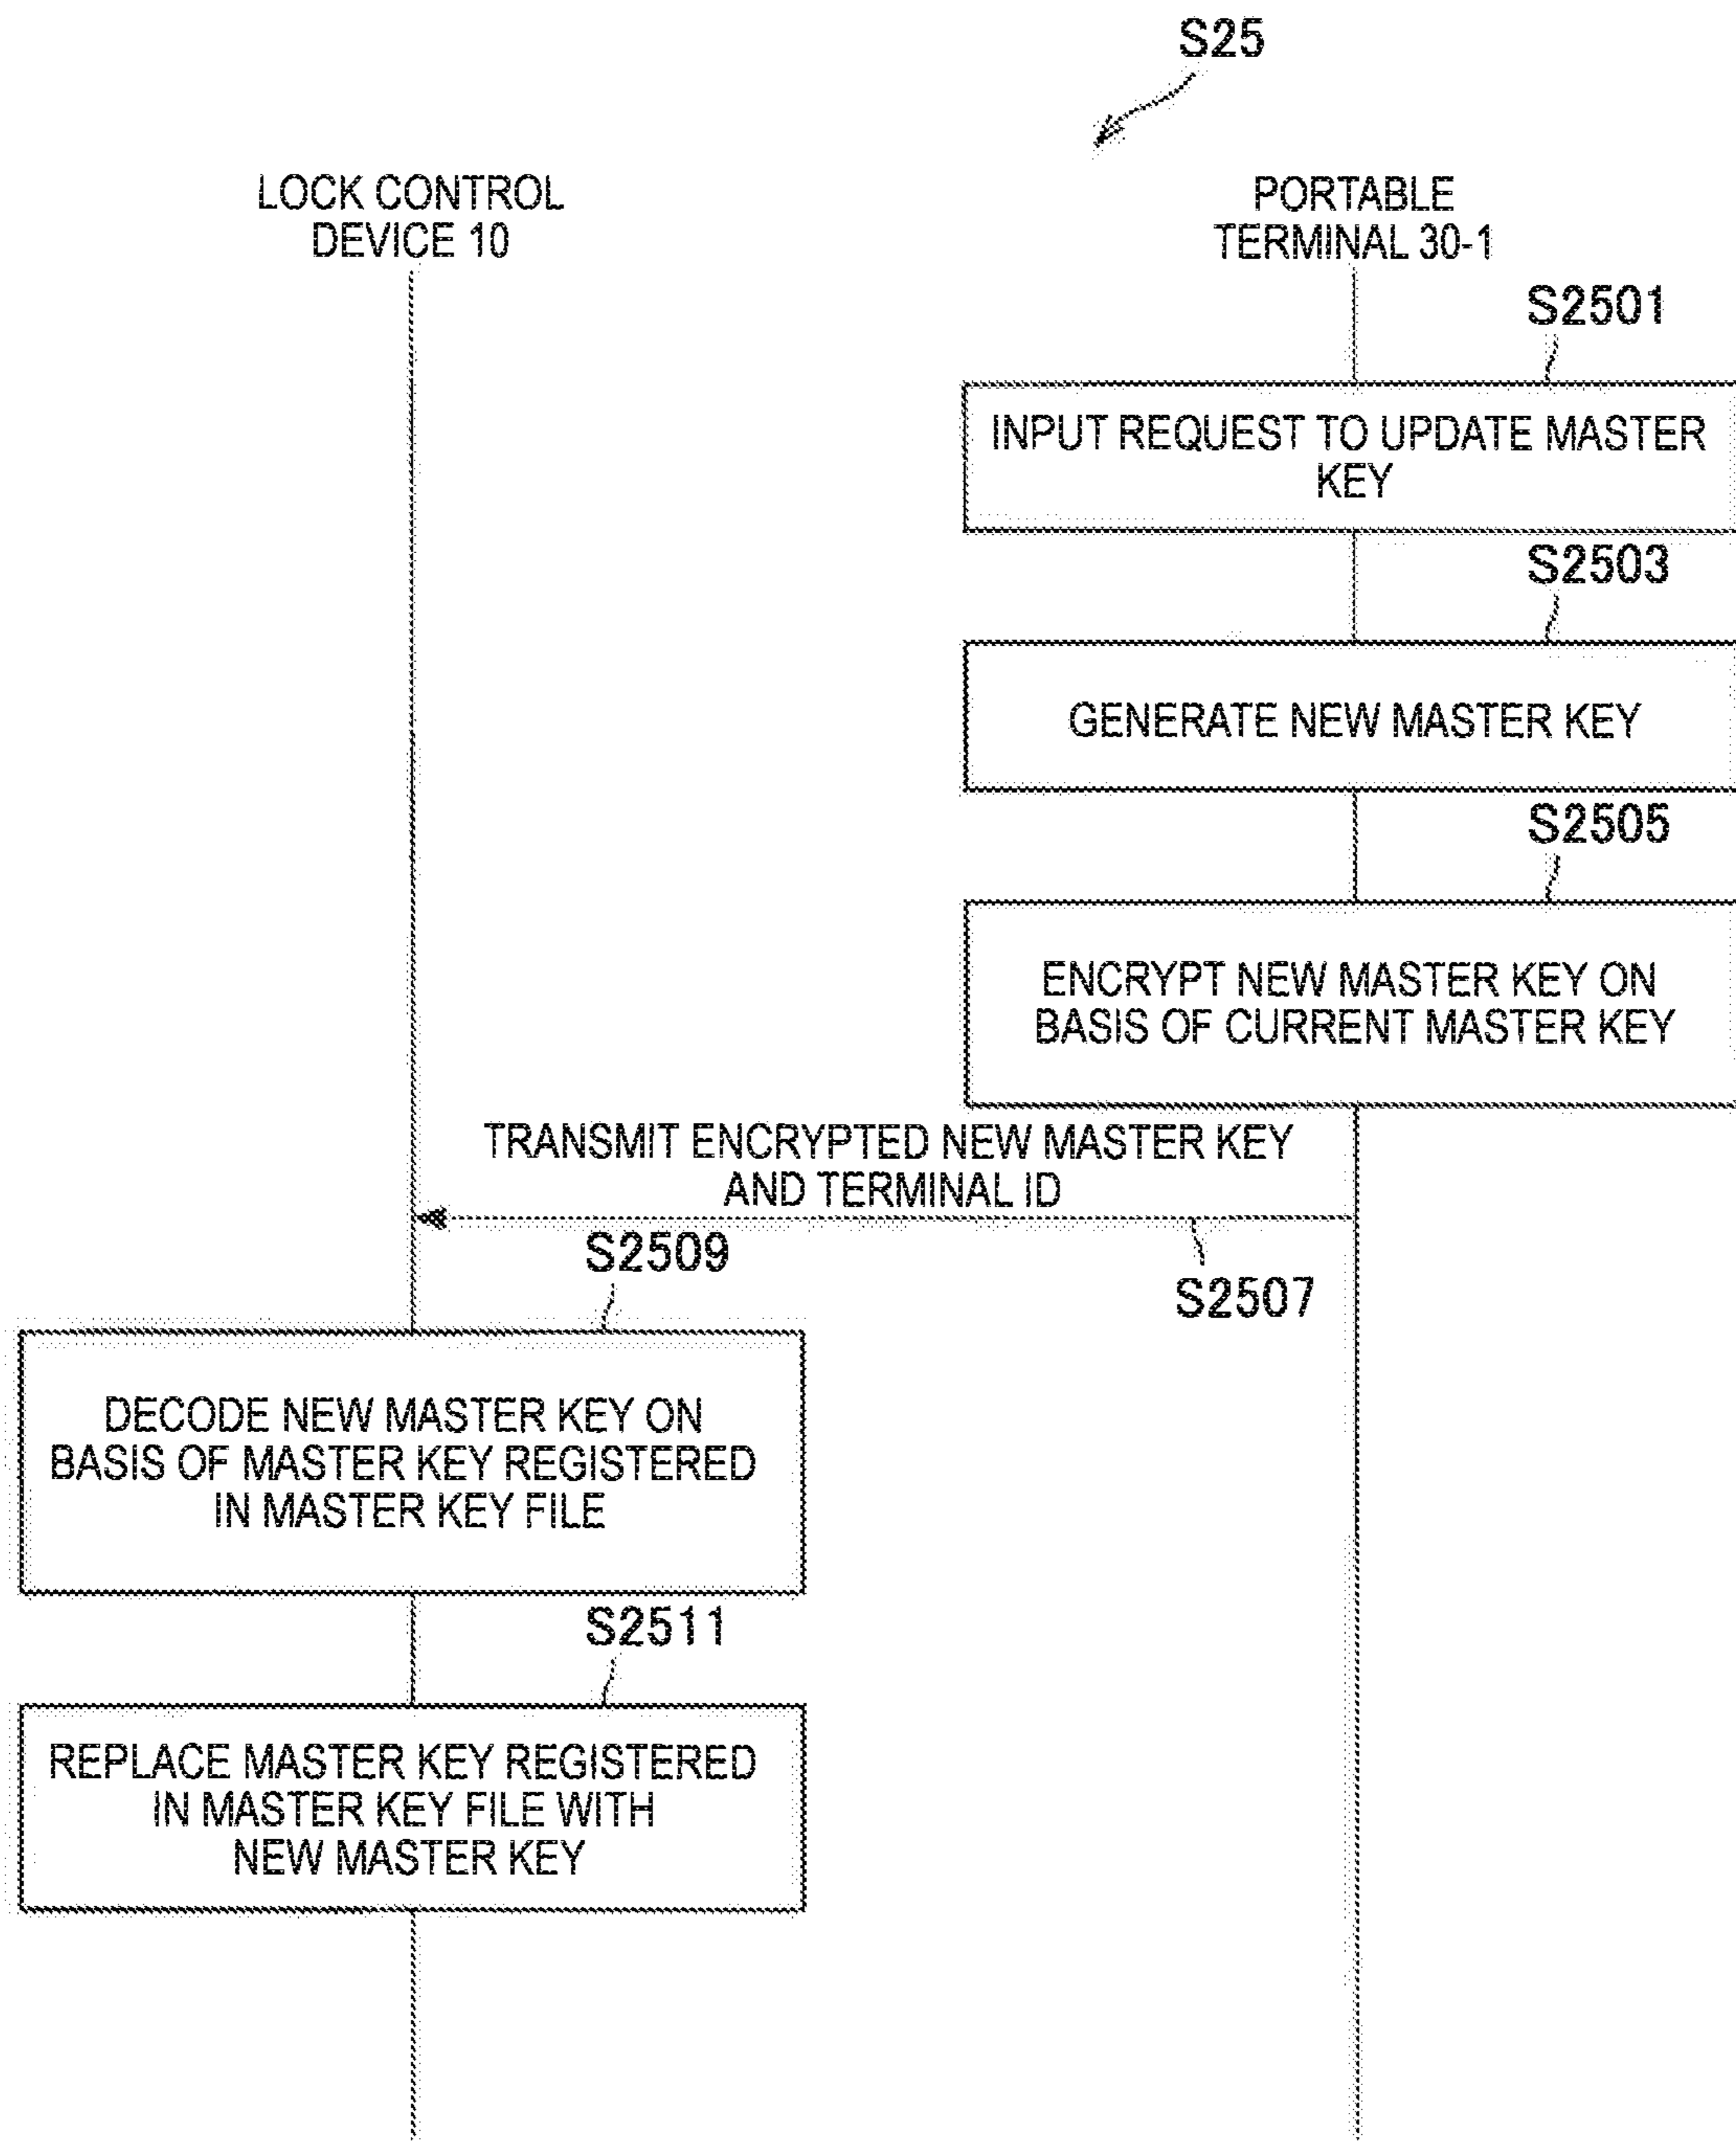 S25
LOCK CONTROL
DEVICE 10
PORTABLE
TERMINAL 30-1
S2501
INPUT REQUEST TO UPDATE MASTER
KEY
S2503
GENERATE NEW MASTER KEY
S2505
ENCRYPT NEW MASTER KEY ON
BASIS OF CURRENT MASTER KEY
TRANSMIT ENCRYPTED NEW MASTER KEY
AND TERMINAL ID
S2507
S2509
DECODE NEW MASTER KEY ON
BASIS OF MASTER KEY REGISTERED
IN MASTER KEY FILE
S2511
REPLACE MASTER KEY REGISTERED
IN MASTER KEY FILE WITH
NEW MASTER KEY